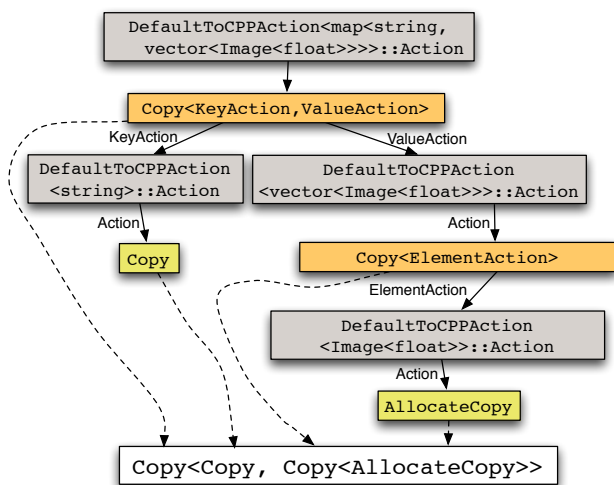 DefaultToCPPAction<map<string,
vector<Image<float>>>>::Action
Copy<KeyAction,ValueAction>
KeyAction
ValueAction
DefaultToCPPAction
<string>::Action
DefaultToCPPAction
<vector<Image<float>>>::Action
Action
Action
Copy
Copy<ElementAction>
ElementAction
DefaultToCPPAction
<Image<float>>::Action
Action
AllocateCopy
Copy<Copy, Copy<AllocateCopy>>